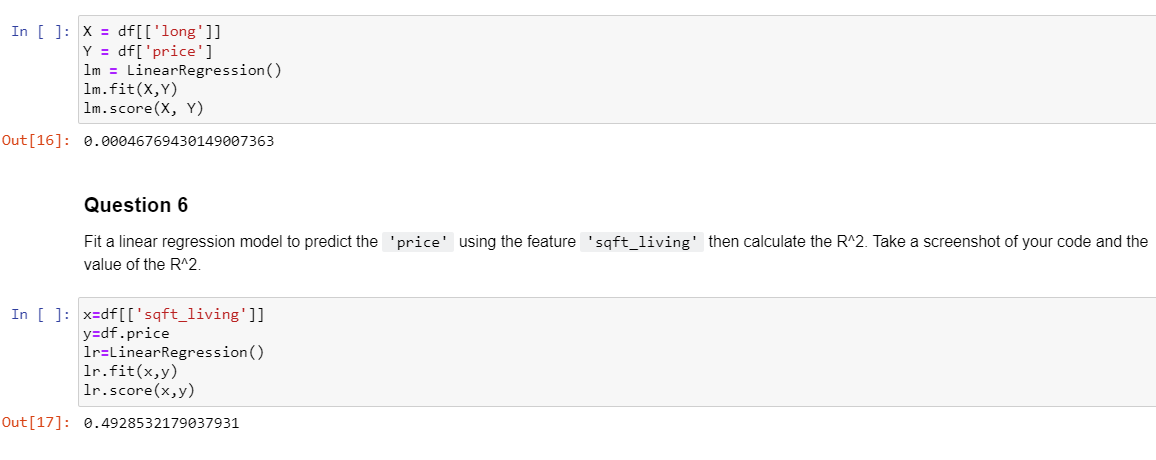 In [ ]: X = df[['long']]
Y = df['price']
lm = LinearRegression()
lm.fit(X,Y)
lm.score(X, Y)
Out[16]: 0.00046769430149007363
Question 6
Fit a linear regression model to predict the 'price' using the feature 'sqft_living' then calculate the R^2. Take a screenshot of your code and the
value of the R^2.
In [ ]: x=df[['sqft_living']]
y=df.price
lr=LinearRegression()
lr.fit(x,y)
lr.score(x,y)
Out[17]: 0.4928532179037931